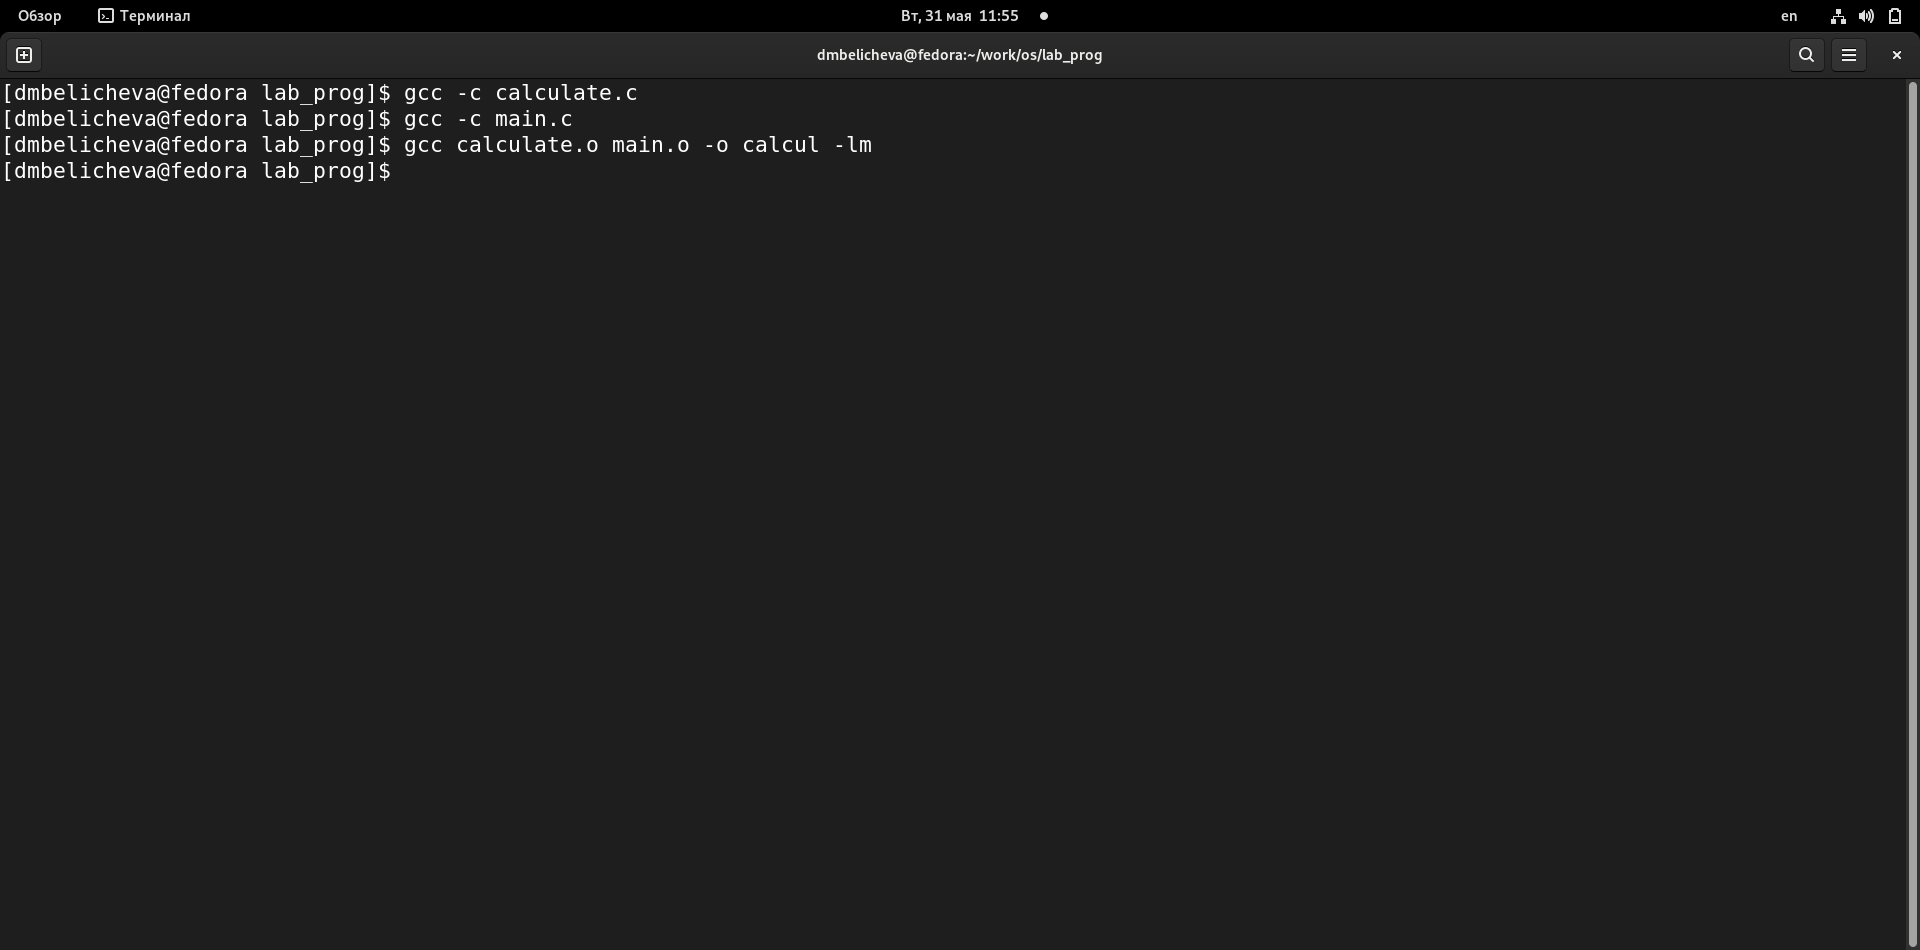 Обзор Терминал Вт, 31 мая 11:55 en
dmbelicheva@fedora:~/work/os/lab_prog
[dmbelicheva@fedora lab_prog]$ gcc -c calculate.c
[dmbelicheva@fedora lab_prog]$ gcc -c main.c
[dmbelicheva@fedora lab_prog]$ gcc calculate.o main.o -o calcul -lm
[dmbelicheva@fedora lab_prog]$